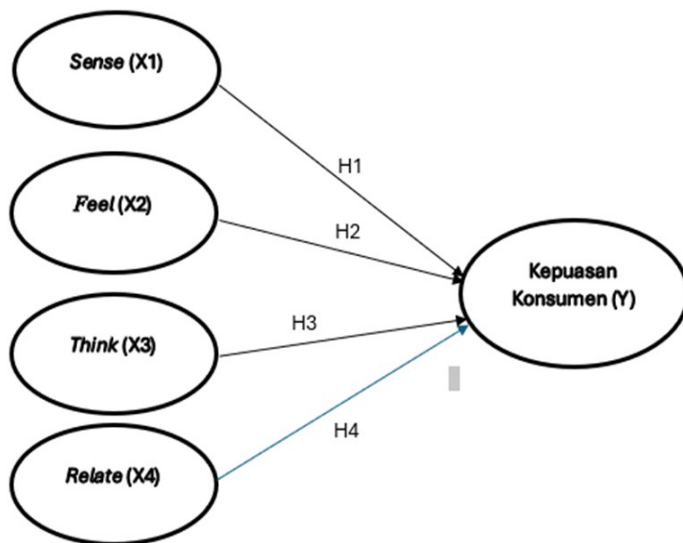 Sense (X1)
H1
Feel (X2)
H2
Kepuasan
Konsumen (Y)
H3
Think (X3)
H4
Relate (X4)